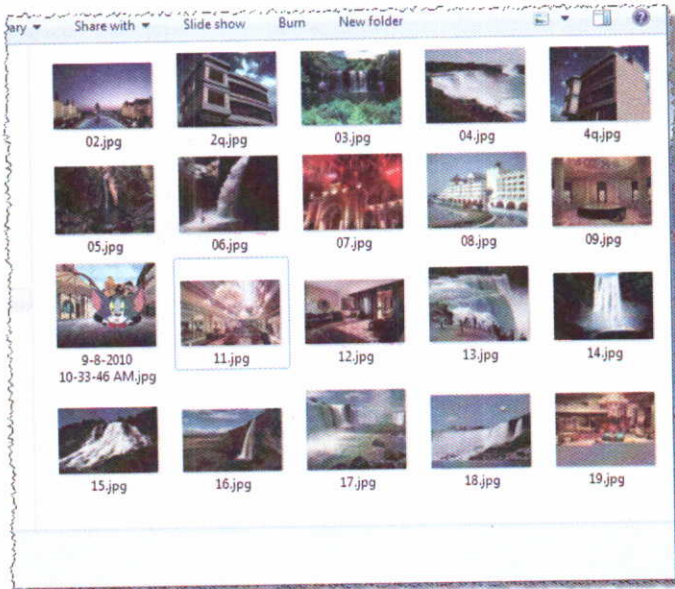 ary Share with Slide show Burn New folder
02.jpg 2q.jpg 03.jpg 04.jpg 4q.jpg
05.jpg 06.jpg 07.jpg 08.jpg 09.jpg
9-8-2010 11.jpg 12.jpg 13.jpg 14.jpg
10-33-46 AM.jpg
15.jpg 16.jpg 17.jpg 18.jpg 19.jpg